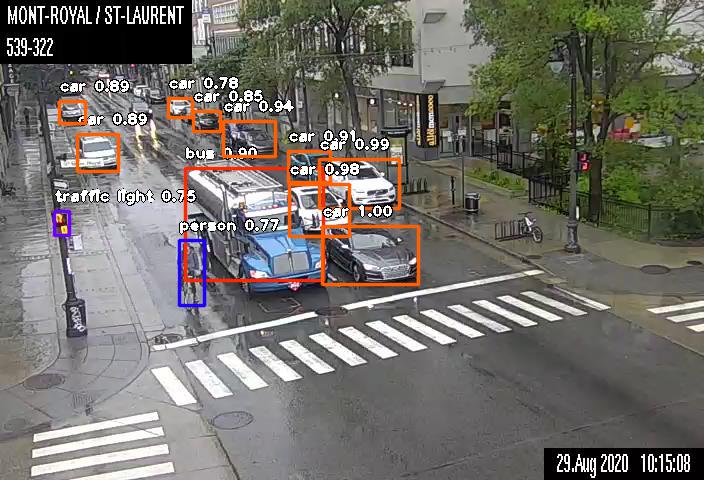 MONT-ROYAL / ST-LAURENT
539-322
car 0.89
car 0.78
car 0.85
car 0.94
car 0.89
car 0.91
car 0.99
bus 0.90
car 0.98
traffic light 0.75
car 1.00
person 0.77
29.Aug 2020 10:15:08